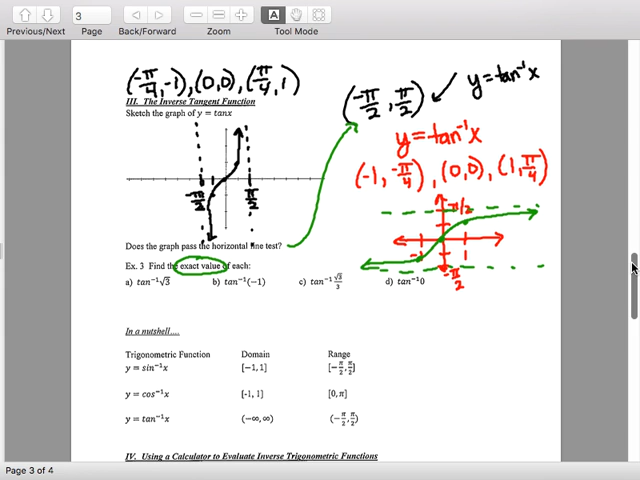 3
Previous/Next Page Back/Forward Zoom Tool Mode
(-π/4, -1), (0,0), (π/4, 1)
III. The Inverse Tangent Function
Sketch the graph of y = tanx
(-π/2, π/2) y = tan⁻¹x
y = tan⁻¹x
(-1, -π/4), (0,0), (1, π/4)
-π/2 π/2
π/2
-1 1
-π/2
Does the graph pass the horizontal line test?
Ex. 3 Find the exact value of each:
a) tan⁻¹√3 b) tan⁻¹(−1) c) tan⁻¹ √3/3 d) tan⁻¹0
In a nutshell…
Trigonometric Function Domain Range
y = sin⁻¹x [−1, 1] [−π/2, π/2]
y = cos⁻¹x [-1, 1] [0, π]
y = tan⁻¹x (−∞, ∞) (−π/2, π/2)
IV. Using a Calculator to Evaluate Inverse Trigonometric Functions
Page 3 of 4